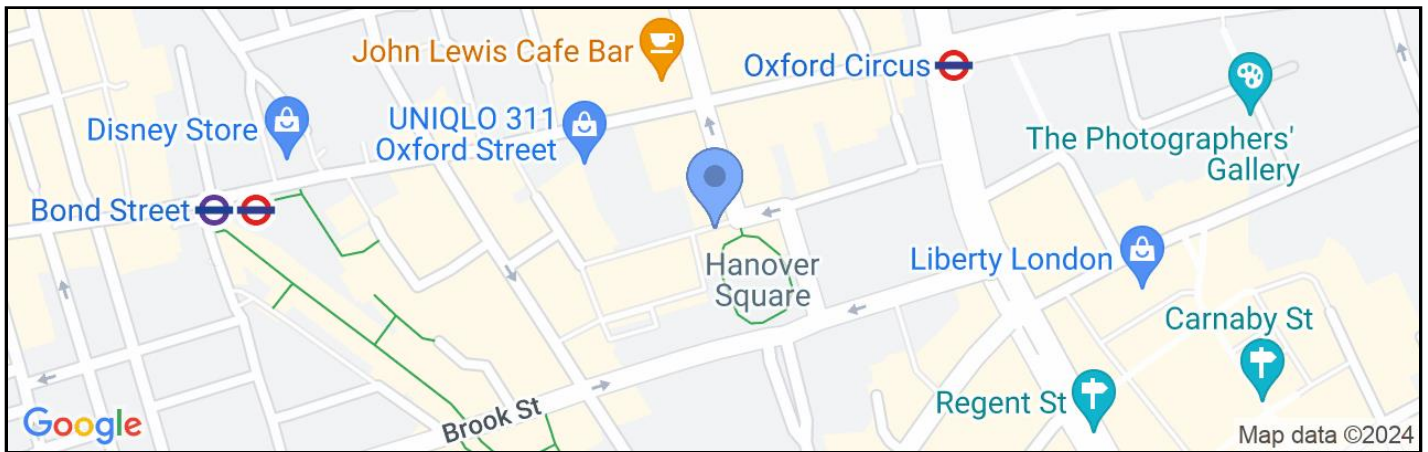 John Lewis Cafe Bar
Oxford Circus
Disney Store
UNIQLO 311
Oxford Street
The Photographers'
Gallery
Bond Street
Hanover
Square
Liberty London
Carnaby St
Regent St
Brook St
Google
Map data ©2024